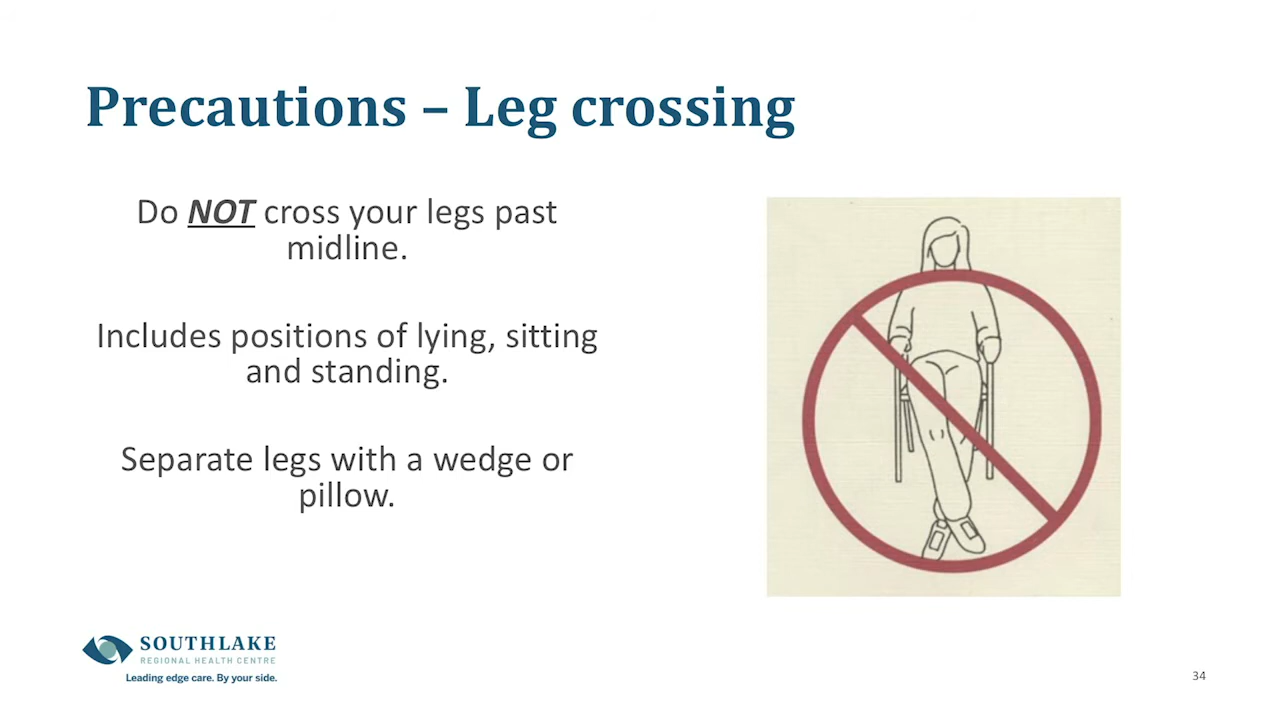 Precautions – Leg crossing
Do NOT cross your legs past
midline.
Includes positions of lying, sitting
and standing.
Separate legs with a wedge or
pillow.
SOUTHLAKE
REGIONAL HEALTH CENTRE
Leading edge care. By your side.
34